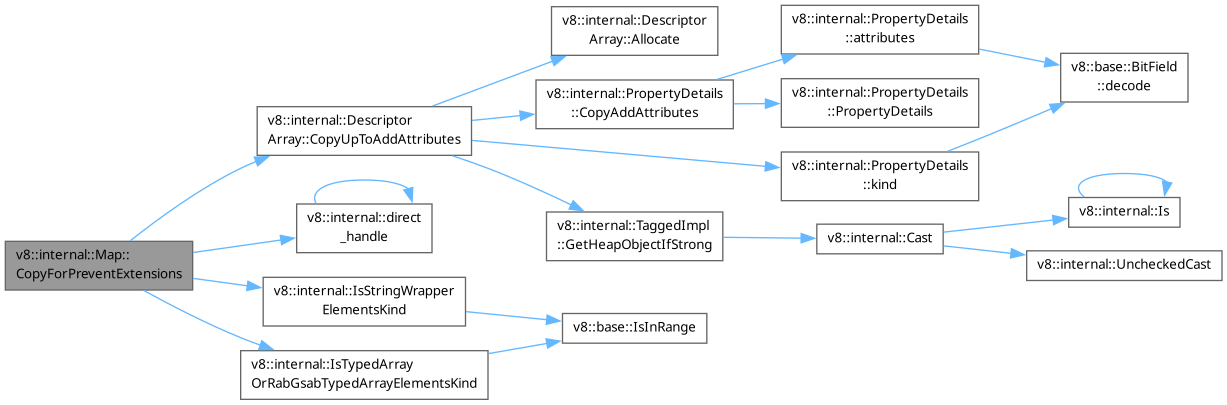 v8::internal::Map::
CopyForPreventExtensions
v8::internal::Descriptor
Array::CopyUpToAddAttributes
v8::internal::direct
_handle
v8::internal::IsStringWrapper
ElementsKind
v8::internal::IsTypedArray
OrRabGsabTypedArrayElementsKind
v8::internal::Descriptor
Array::Allocate
v8::internal::PropertyDetails
::CopyAddAttributes
v8::internal::TaggedImpl
::GetHeapObjectIfStrong
v8::base::IsInRange
v8::internal::PropertyDetails
::attributes
v8::internal::PropertyDetails
::PropertyDetails
v8::internal::PropertyDetails
::kind
v8::internal::Cast
v8::base::BitField
::decode
v8::internal::Is
v8::internal::UncheckedCast